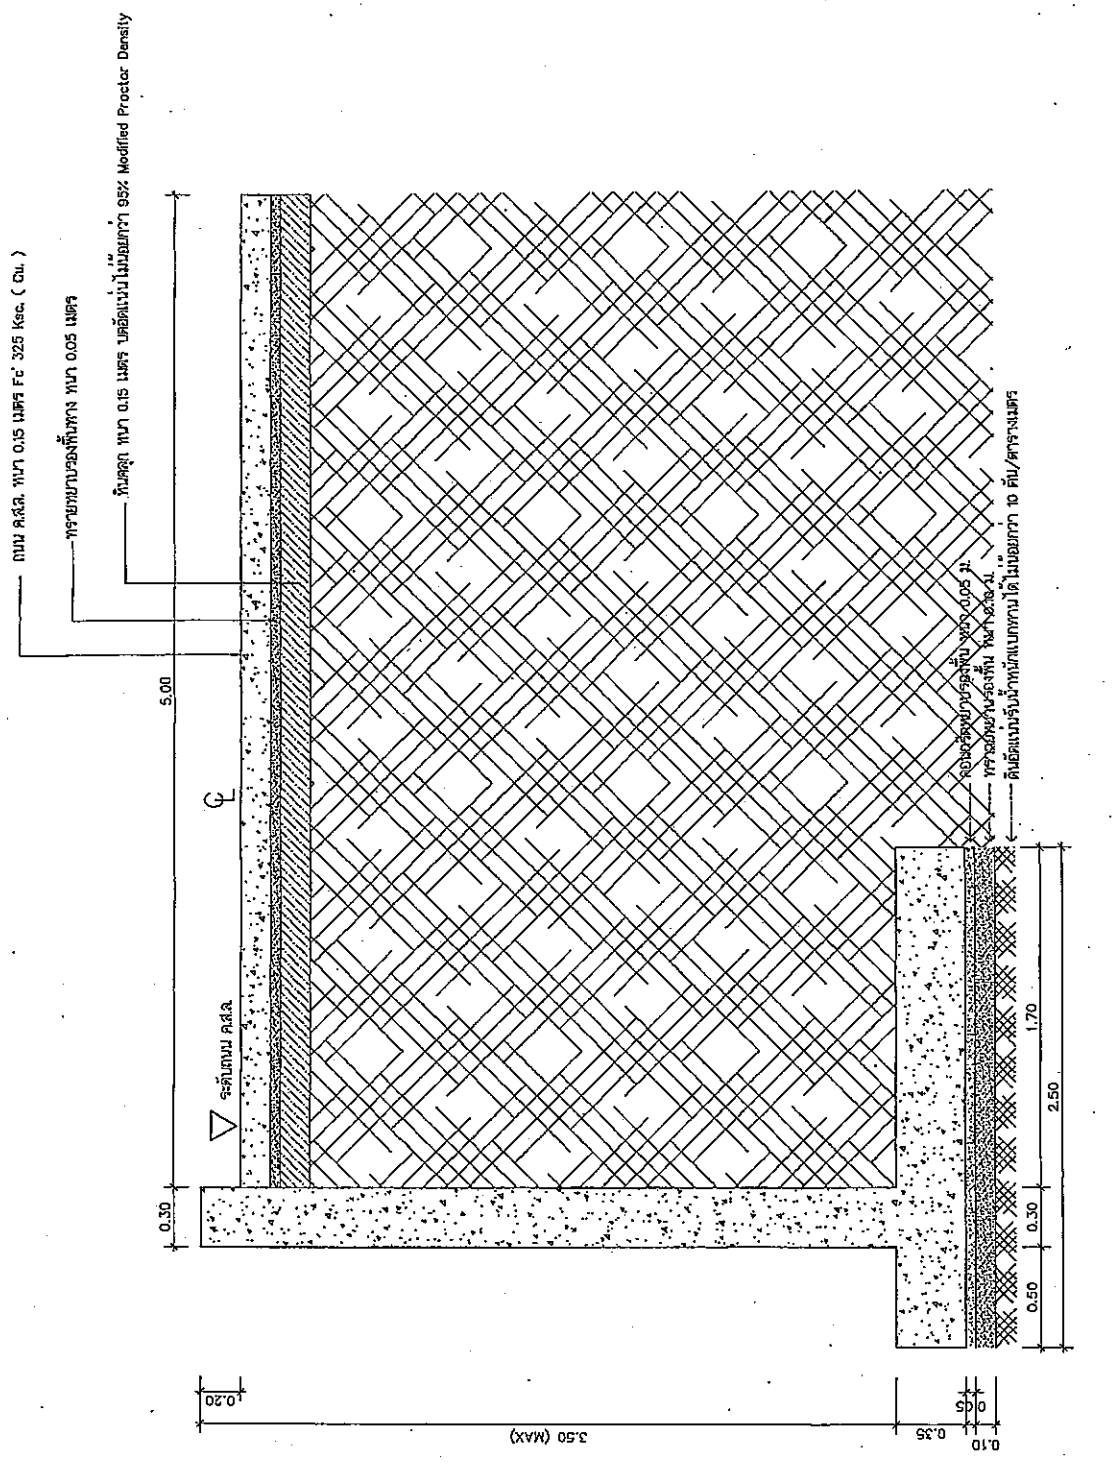 ถนน ค.ส.ล. หนา 0.15 เมตร Fc' 325 Ksc. ( Cu. )
ทรายหยาบรองพื้นทาง หนา 0.05 เมตร
หินคลุก หนา 0.15 เมตร บดอัดแน่นไม่น้อยกว่า 95% Modified Proctor Density
0.30
5.00
ระดับถนน ค.ส.ล.
CL
0.20
3.50 (MAX)
0.35
0.05
0.10
คอนกรีตหยาบรองพื้น หนา 0.05 ม.
ทรายหยาบรองพื้น หนา 0.10 ม.
ดินอัดแน่นรับน้ำหนักแบกทานได้ไม่น้อยกว่า 10 ตัน/ตารางเมตร
0.50
0.30
1.70
2.50